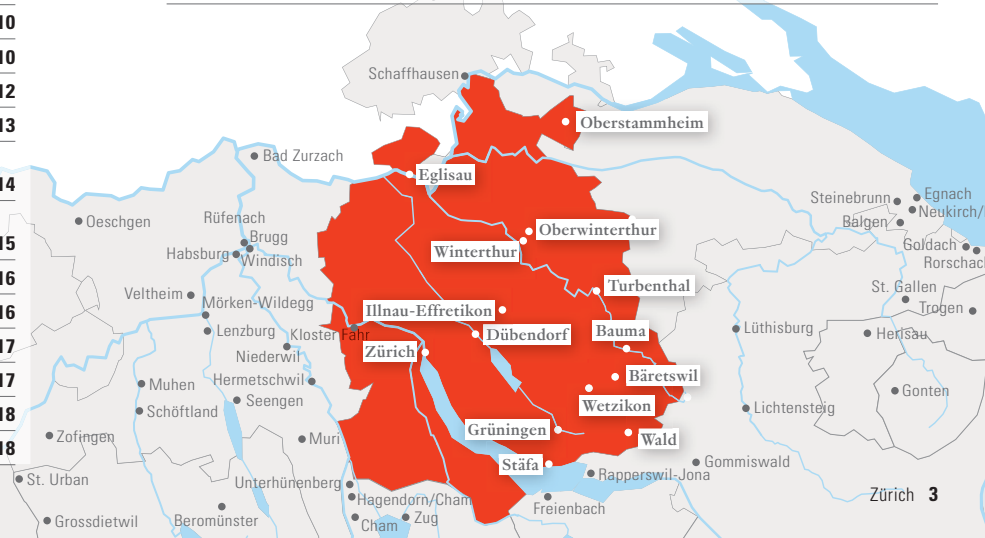 10
10
12
13
14
15
16
16
17
17
18
18
Schaffhausen
Oberstammheim
Bad Zurzach
Eglisau
Steinebrunn
Egnach
Neukirch/
Balgen
Oeschgen
Rüfenach
Brugg
Habsburg
Windisch
Oberwinterthur
Winterthur
Goldach
Rorschach
Veltheim
Mörken-Wildegg
Turbenthal
St. Gallen
Trogen
Illnau-Effretikon
Lenzburg
Kloster Fahr
Dübendorf
Bauma
Lüthisburg
Herisau
Niederwil
Zürich
Muhen
Hermetschwil
Bäretswil
Gonten
Schöftland
Seengen
Wetzikon
Lichtensteig
Zofingen
Muri
Grüningen
Wald
St. Urban
Unterhünenberg
Stäfa
Rapperswil-Jona
Gommiswald
Hagendorn/Cham
Freienbach
Zürich 3
Grossdietwil
Beromünster
Cham
Zug